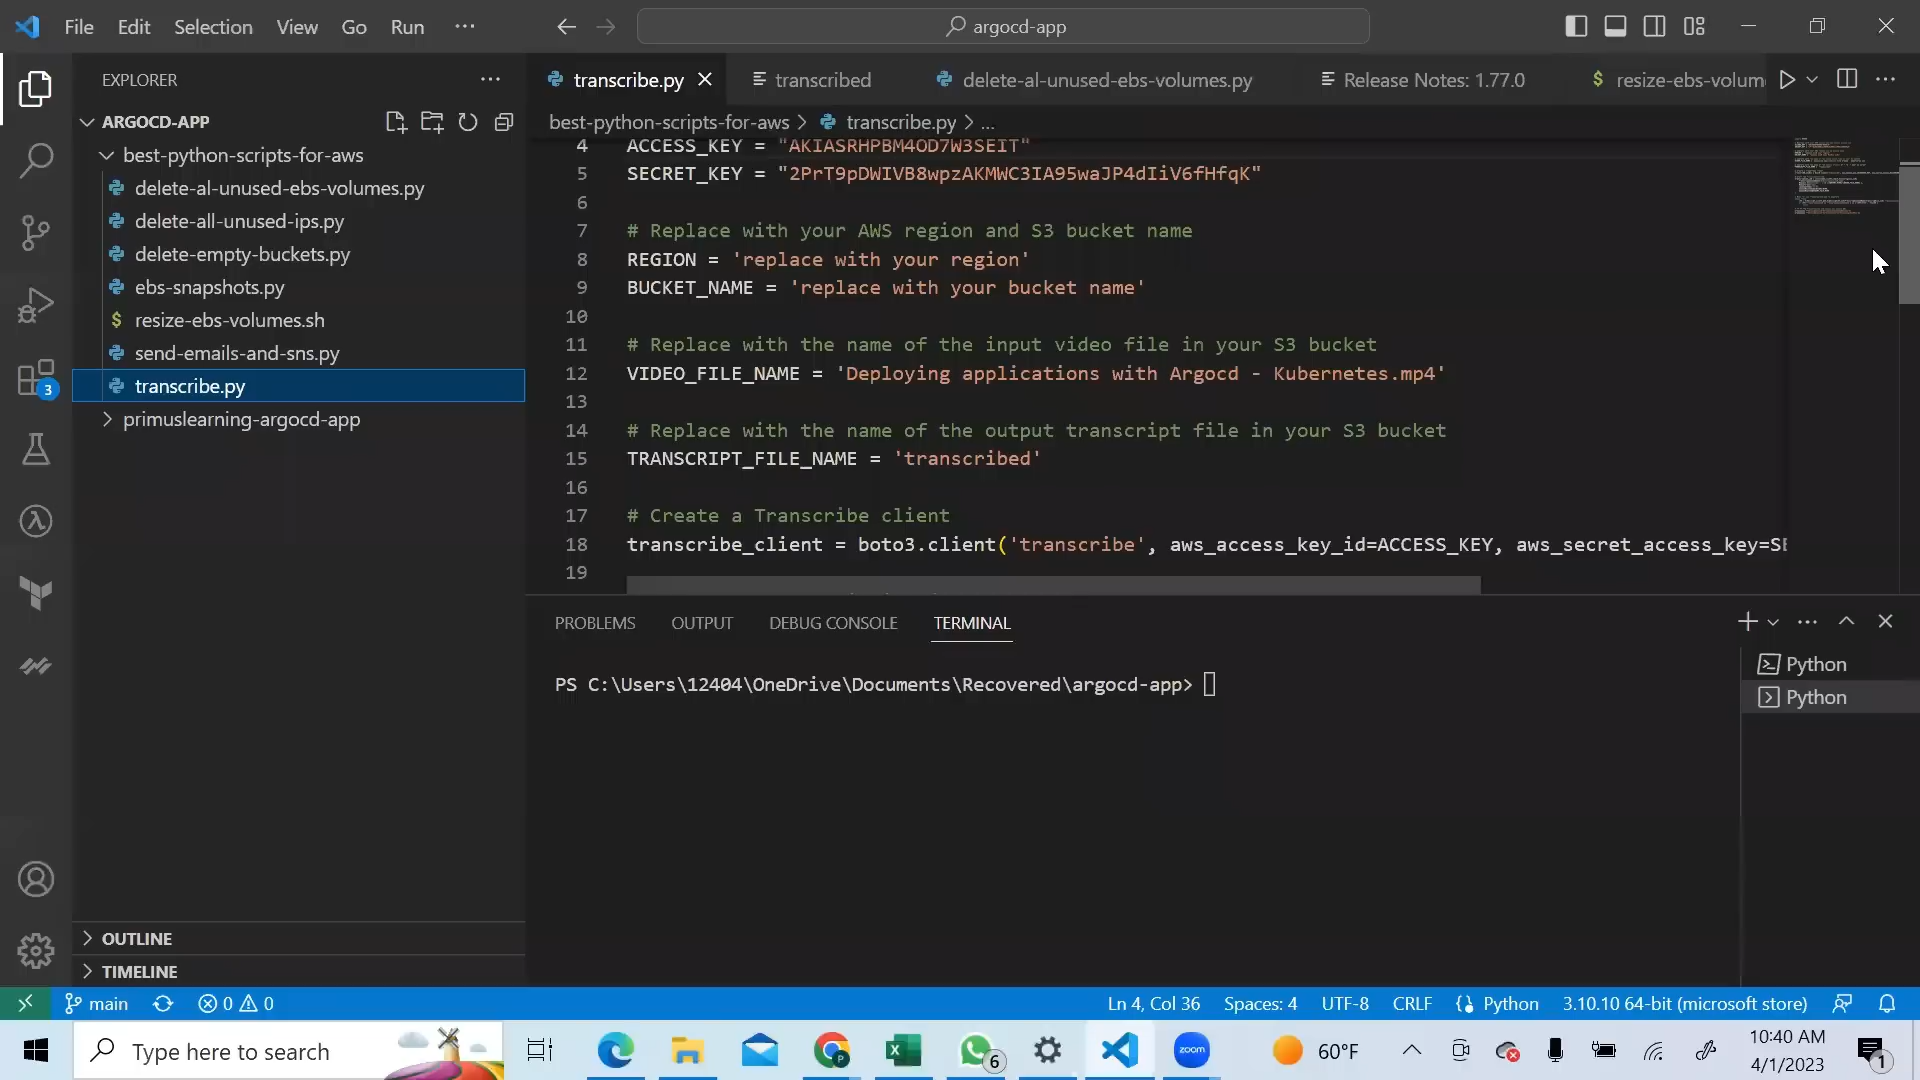 File Edit Selection View Go Run ...
argocd-app
EXPLORER
ARGOCD-APP
best-python-scripts-for-aws
delete-al-unused-ebs-volumes.py
delete-all-unused-ips.py
delete-empty-buckets.py
ebs-snapshots.py
$ resize-ebs-volumes.sh
send-emails-and-sns.py
transcribe.py
primuslearning-argocd-app
3
OUTLINE
TIMELINE
transcribe.py transcribed delete-al-unused-ebs-volumes.py Release Notes: 1.77.0 $ resize-ebs-volum
best-python-scripts-for-aws > transcribe.py > ...
4 ACCESS_KEY = "AKIASRHPBM4OD7W3SEIT"
5 SECRET_KEY = "2PrT9pDWIVB8wpzAKMWC3IA95waJP4dIiV6fHfqK"
6
7 # Replace with your AWS region and S3 bucket name
8 REGION = 'replace with your region'
9 BUCKET_NAME = 'replace with your bucket name'
10
11 # Replace with the name of the input video file in your S3 bucket
12 VIDEO_FILE_NAME = 'Deploying applications with Argocd - Kubernetes.mp4'
13
14 # Replace with the name of the output transcript file in your S3 bucket
15 TRANSCRIPT_FILE_NAME = 'transcribed'
16
17 # Create a Transcribe client
18 transcribe_client = boto3.client('transcribe', aws_access_key_id=ACCESS_KEY, aws_secret_access_key=SE
19
PROBLEMS OUTPUT DEBUG CONSOLE TERMINAL
PS C:\Users\12404\OneDrive\Documents\Recovered\argocd-app>
Python
Python
main 0 0 Ln 4, Col 36 Spaces: 4 UTF-8 CRLF Python 3.10.10 64-bit (microsoft store)
Type here to search 6 zoom 60°F 10:40 AM
4/1/2023 1